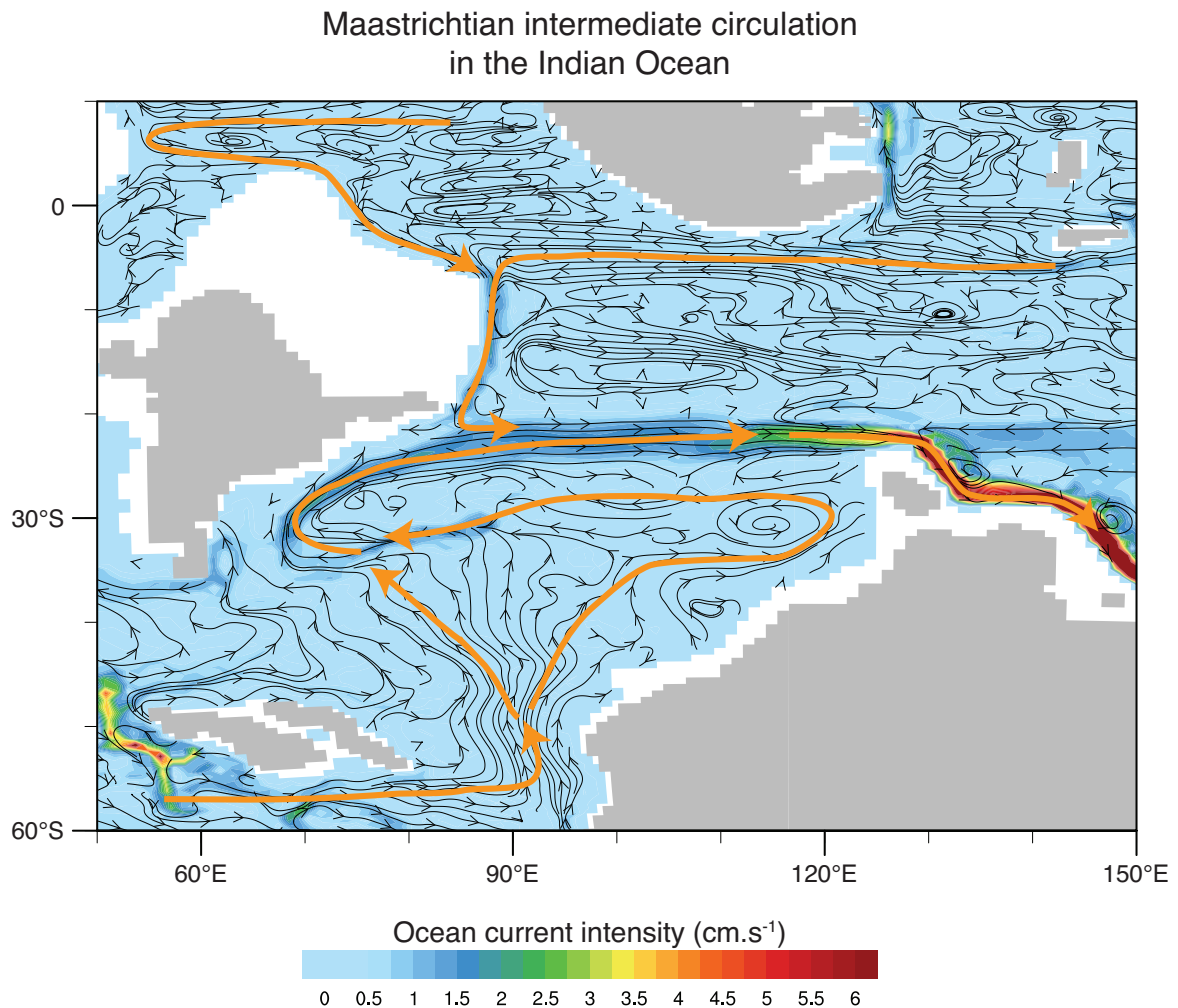 Maastrichtian intermediate circulation
in the Indian Ocean
0
30°S
60°S
60°E 90°E 120°E 150°E
Ocean current intensity (cm.s⁻¹)
0 0.5 1 1.5 2 2.5 3 3.5 4 4.5 5 5.5 6